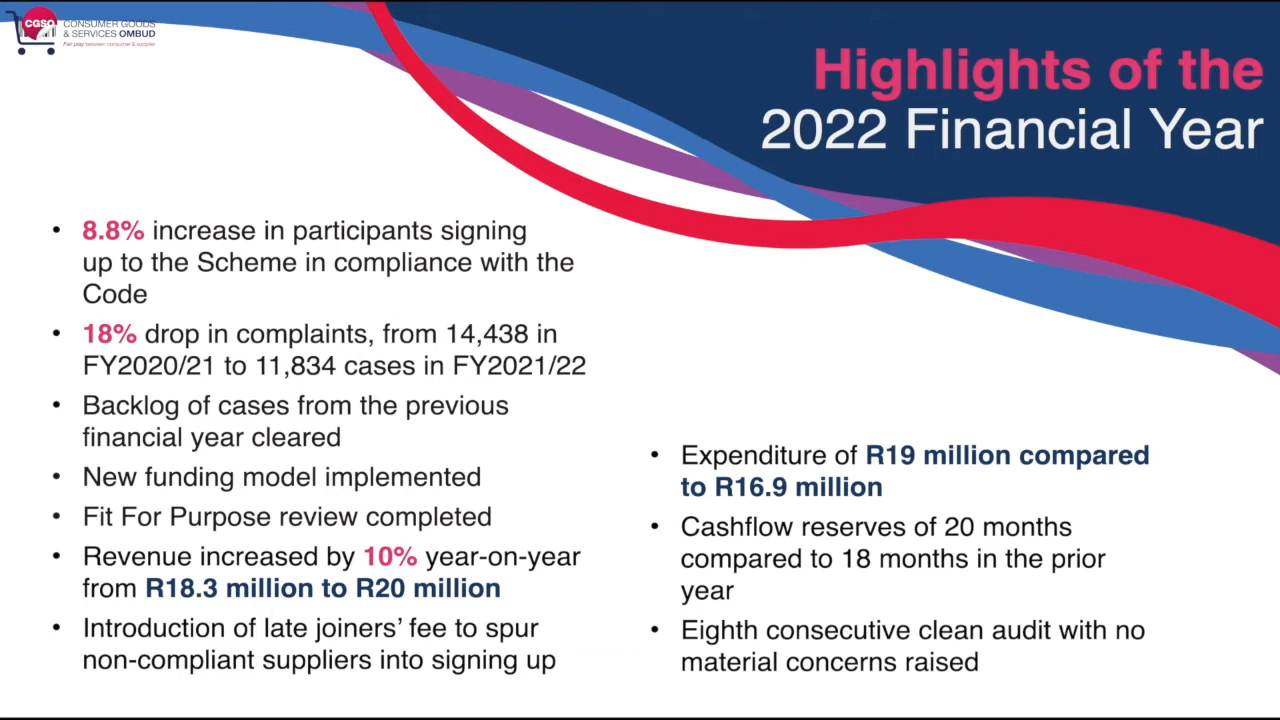 CGSO
CONSUMER GOODS
& SERVICES OMBUD
Fair play between consumer & supplier
Highlights of the
2022 Financial Year
• 8.8% increase in participants signing
up to the Scheme in compliance with the
Code
• 18% drop in complaints, from 14,438 in
FY2020/21 to 11,834 cases in FY2021/22
• Backlog of cases from the previous
financial year cleared
• New funding model implemented
• Fit For Purpose review completed
• Revenue increased by 10% year-on-year
from R18.3 million to R20 million
• Introduction of late joiners’ fee to spur
non-compliant suppliers into signing up
• Expenditure of R19 million compared
to R16.9 million
• Cashflow reserves of 20 months
compared to 18 months in the prior
year
• Eighth consecutive clean audit with no
material concerns raised